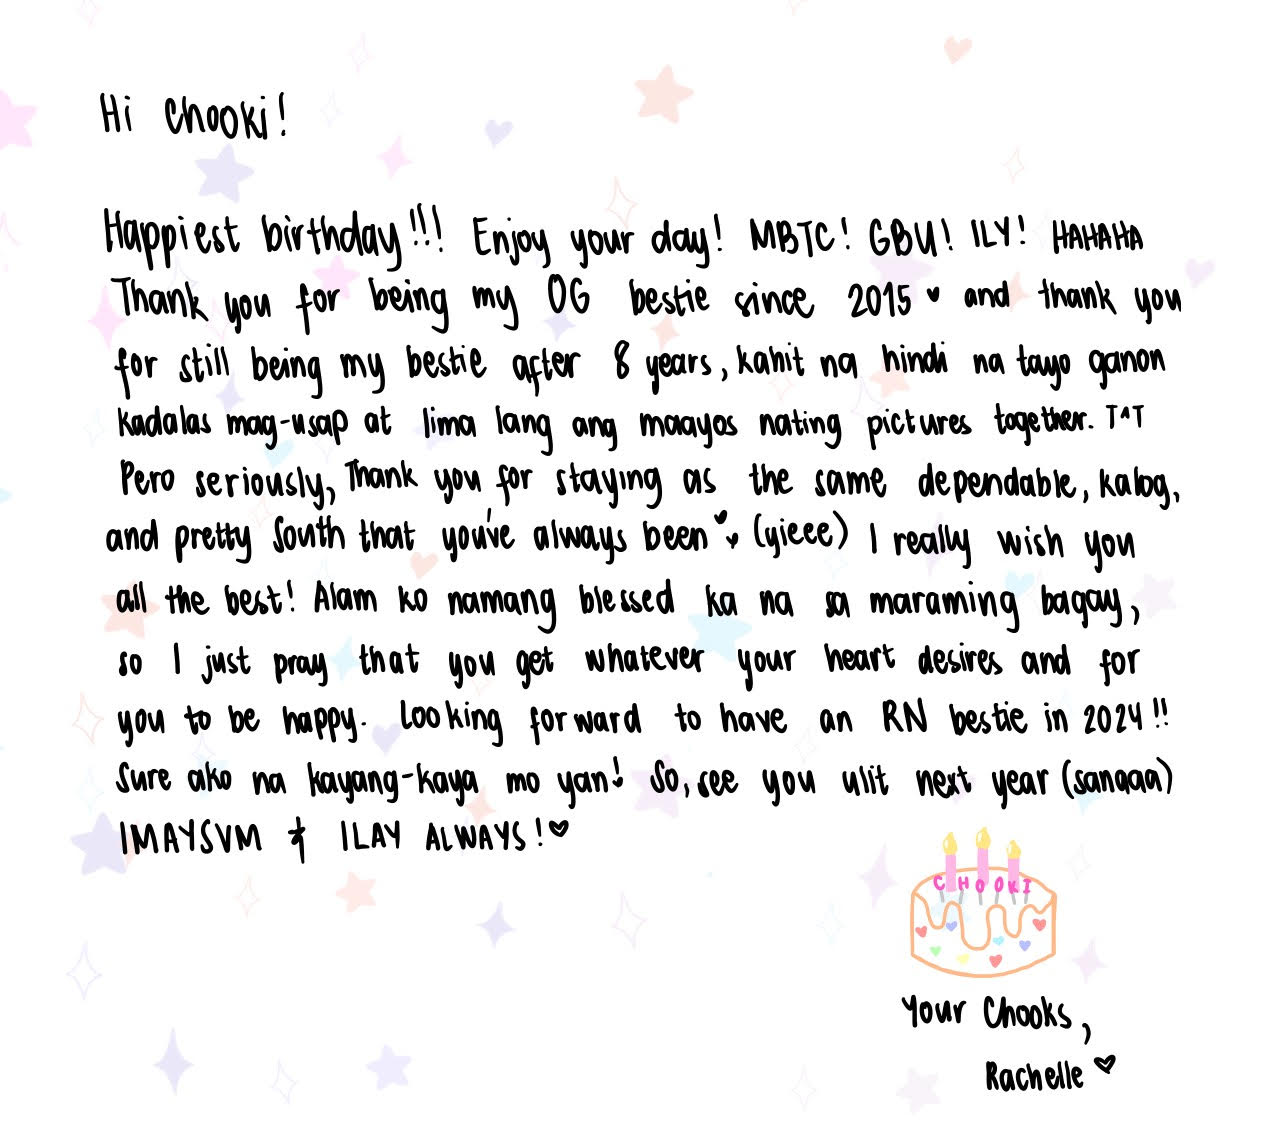 Hi Chooki!
Happiest birthday!!! Enjoy your day! MBTC! GBU! ILY! HAHAHA
Thank you for being my OG bestie since 2015 ♥ and thank you
for still being my bestie after 8 years, kahit na hindi na tayo ganon
kadalas mag-usap at lima lang ang maayos nating pictures together. T^T
Pero seriously, Thank you for staying as the same dependable, kalog,
and pretty South that you've always been ♥♥ (yieee) I really wish you
all the best! Alam ko namang blessed ka na sa maraming bagay,
so I just pray that you get whatever your heart desires and for
you to be happy. Looking forward to have an RN bestie in 2024!!
Sure ako na kayang-kaya mo yan! So, see you ulit next year (sanaaa)
IMAYSVM & ILAY ALWAYS! ♡
CHOOKI
Your Chooks,
Rachelle ♡